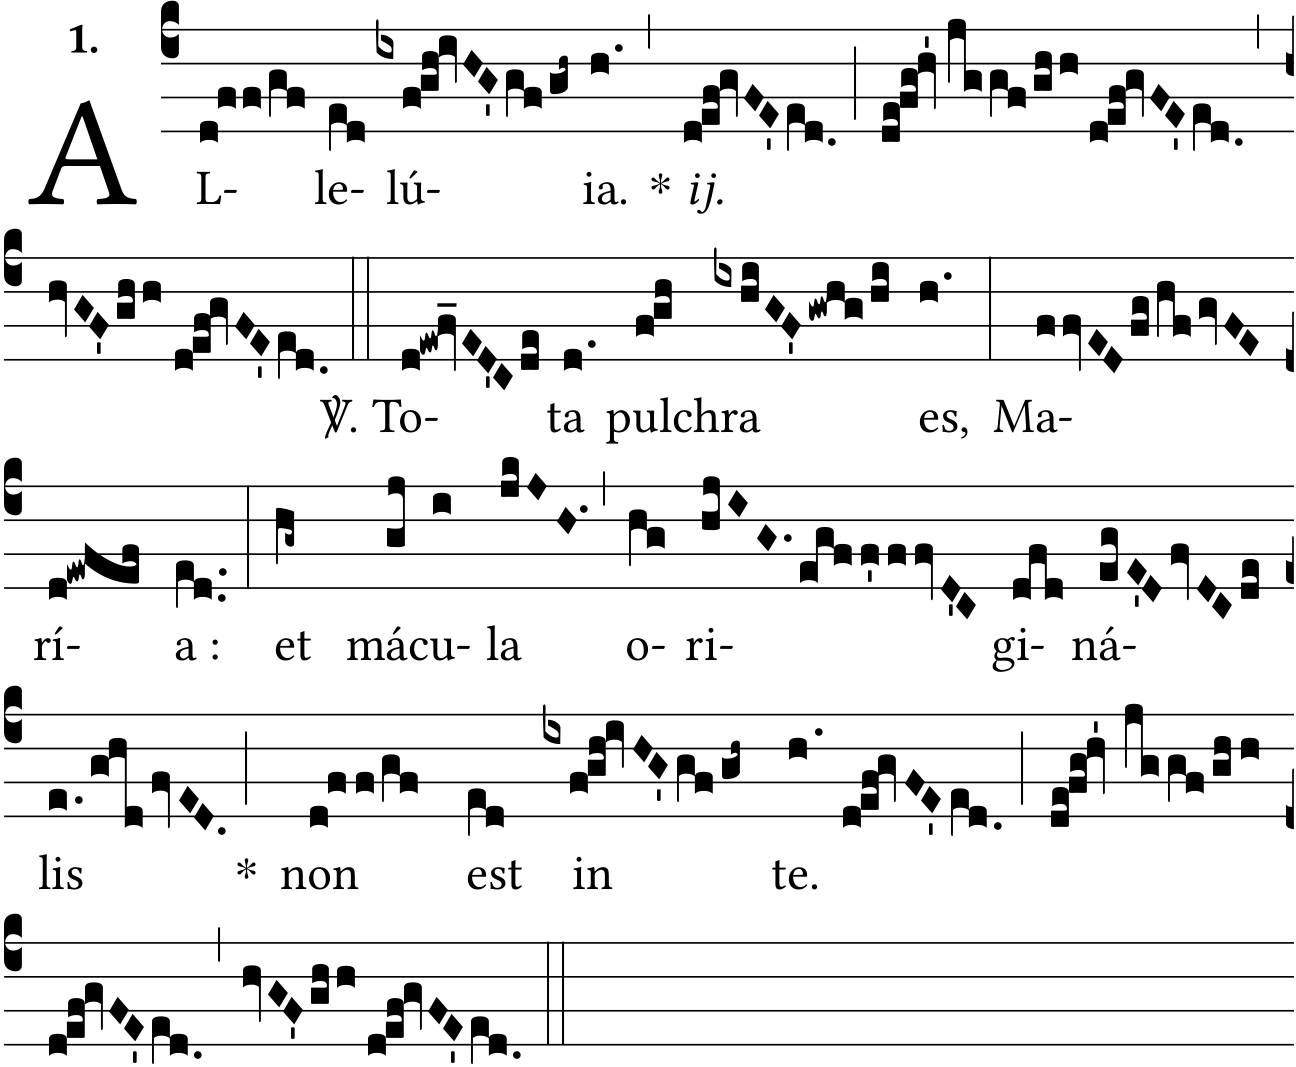 1.
AL- le- lú- ia. * ij.
℣. To- ta pulchra es, Ma-
rí- a : et mácu- la o- ri- gi- ná-
lis * non est in te.